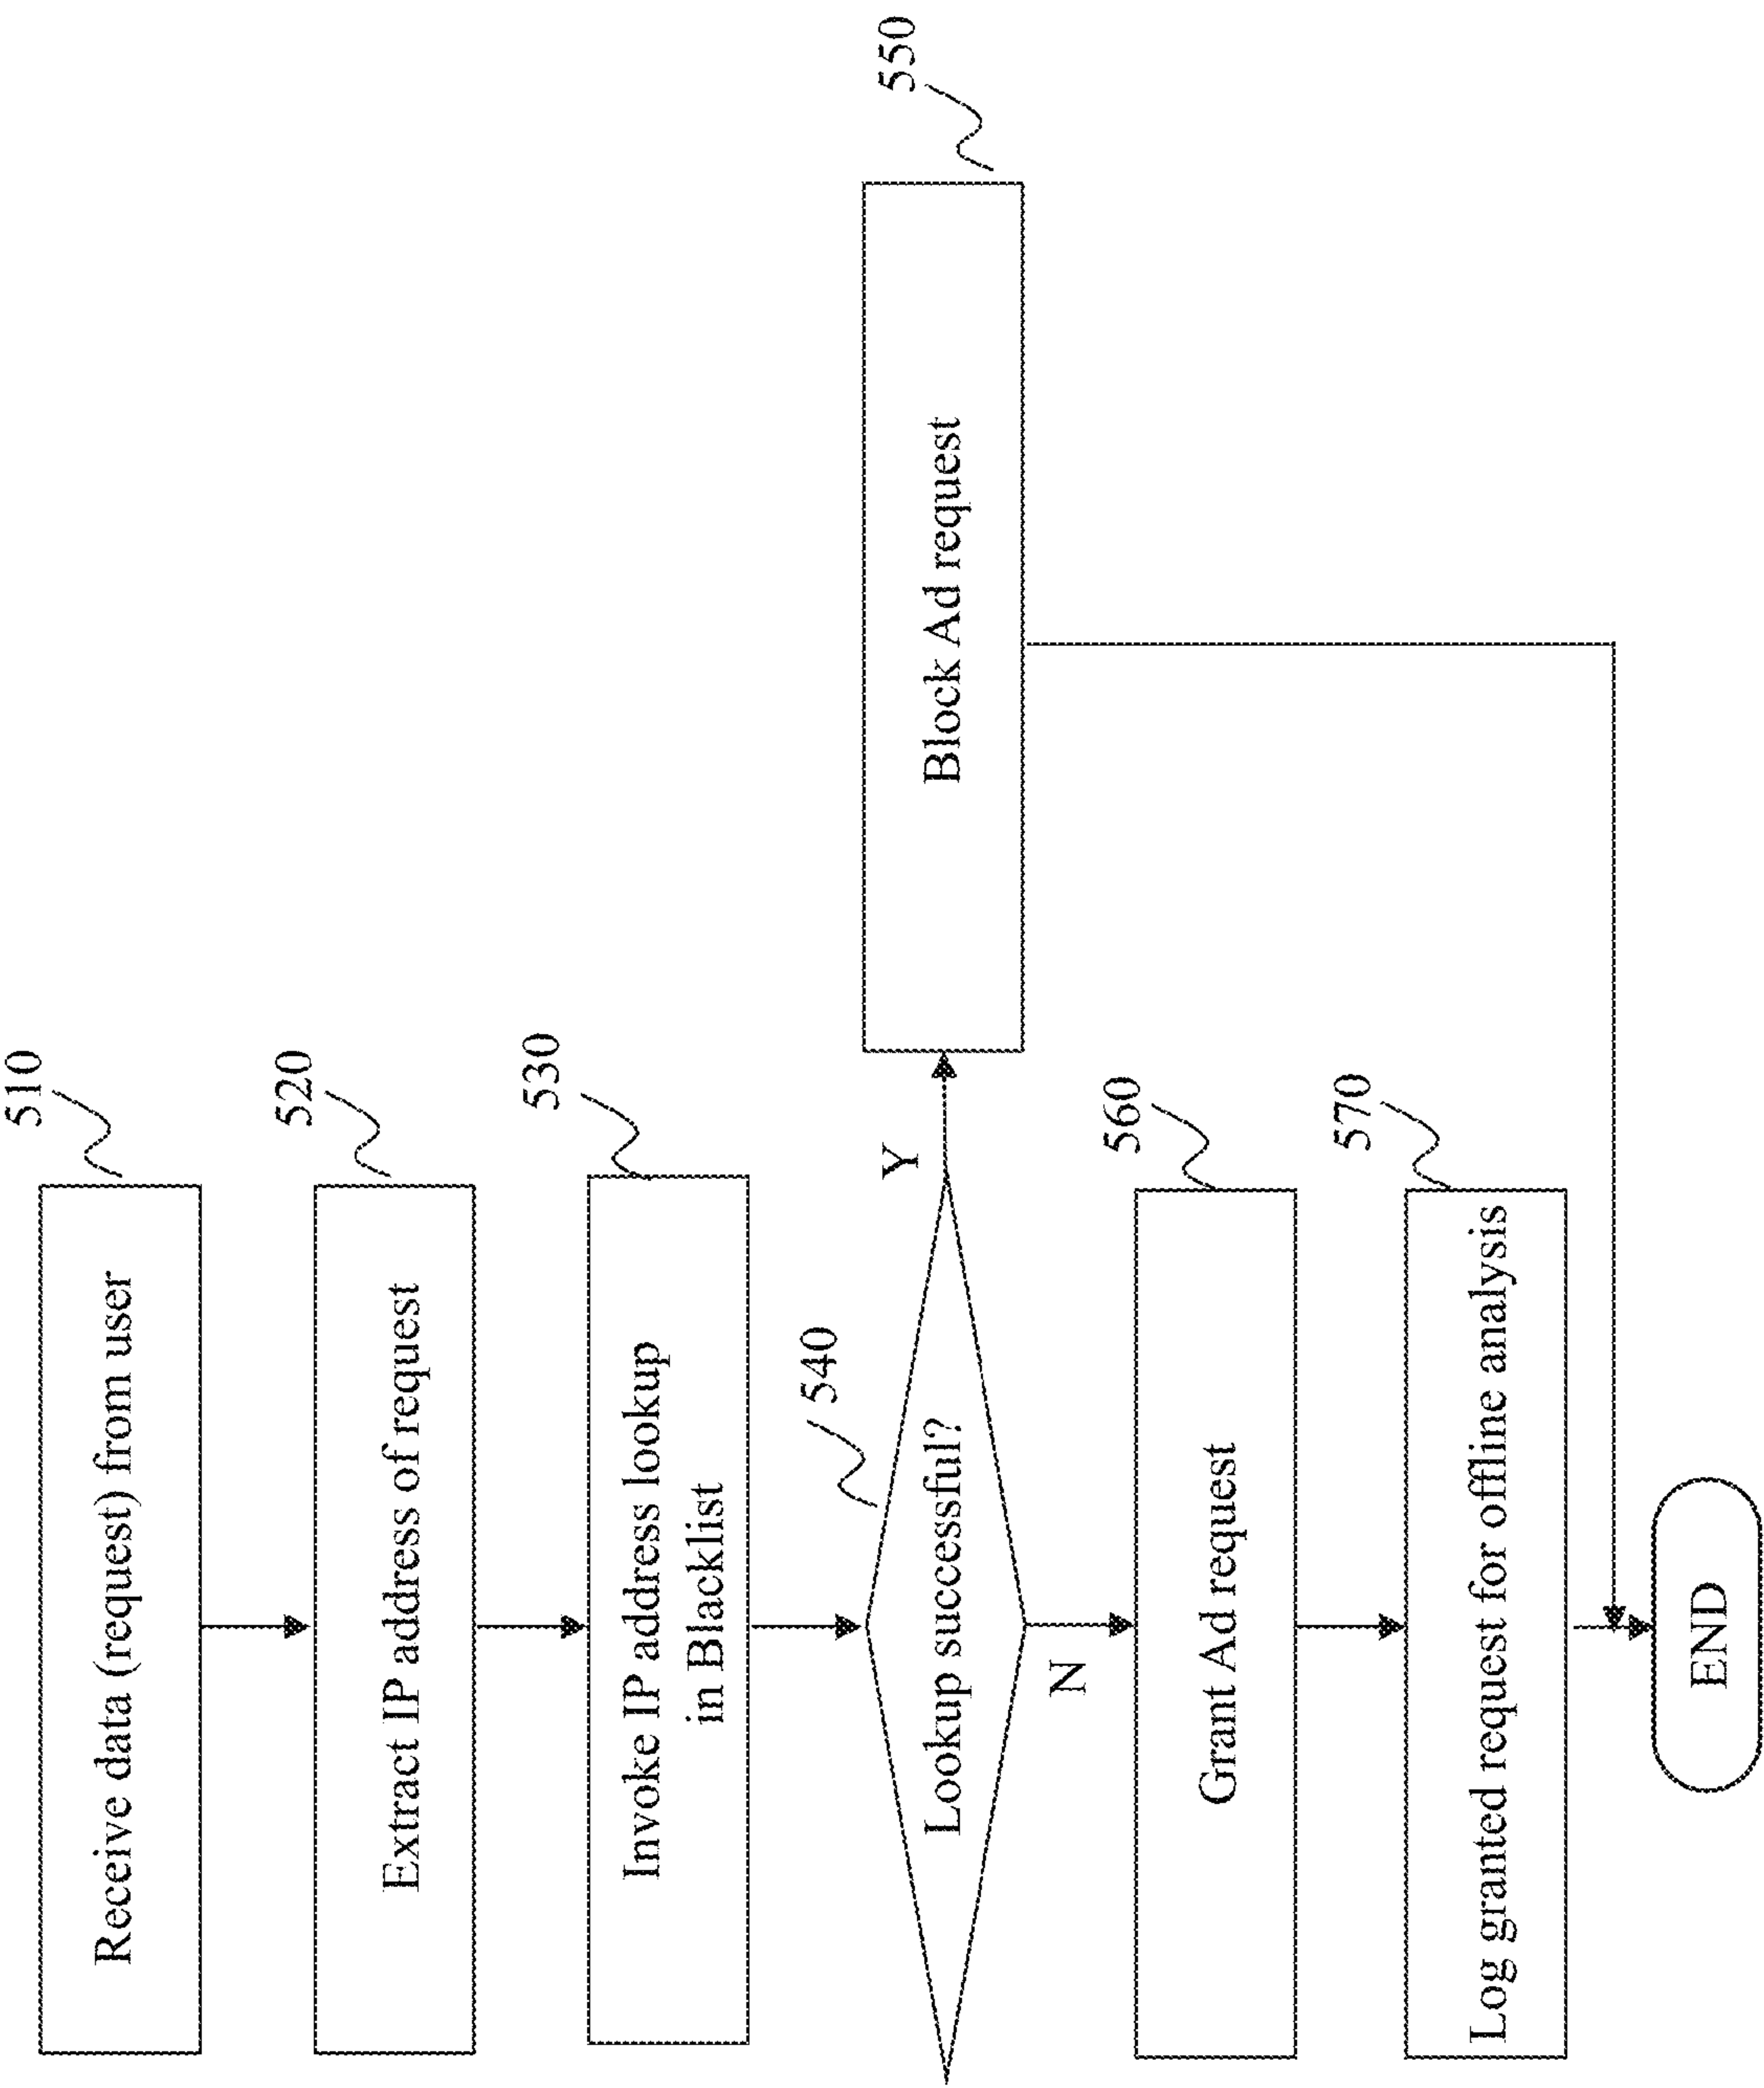 510
Receive data (request) from user
520
Extract IP address of request
530
Invoke IP address lookup
in Blacklist
540
Lookup successful?
Y
550
Block Ad request
N
560
Grant Ad request
570
Log granted request for offline analysis
END